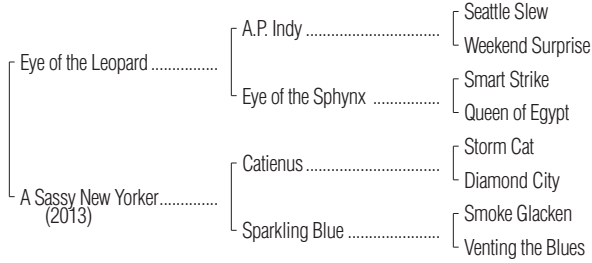 Seattle Slew
A.P. Indy ................................
Weekend Surprise
Eye of the Leopard ................
Smart Strike
Eye of the Sphynx ................
Queen of Egypt
Storm Cat
Catienus ................................
Diamond City
A Sassy New Yorker..............
(2013)
Smoke Glacken
Sparkling Blue ......................
Venting the Blues